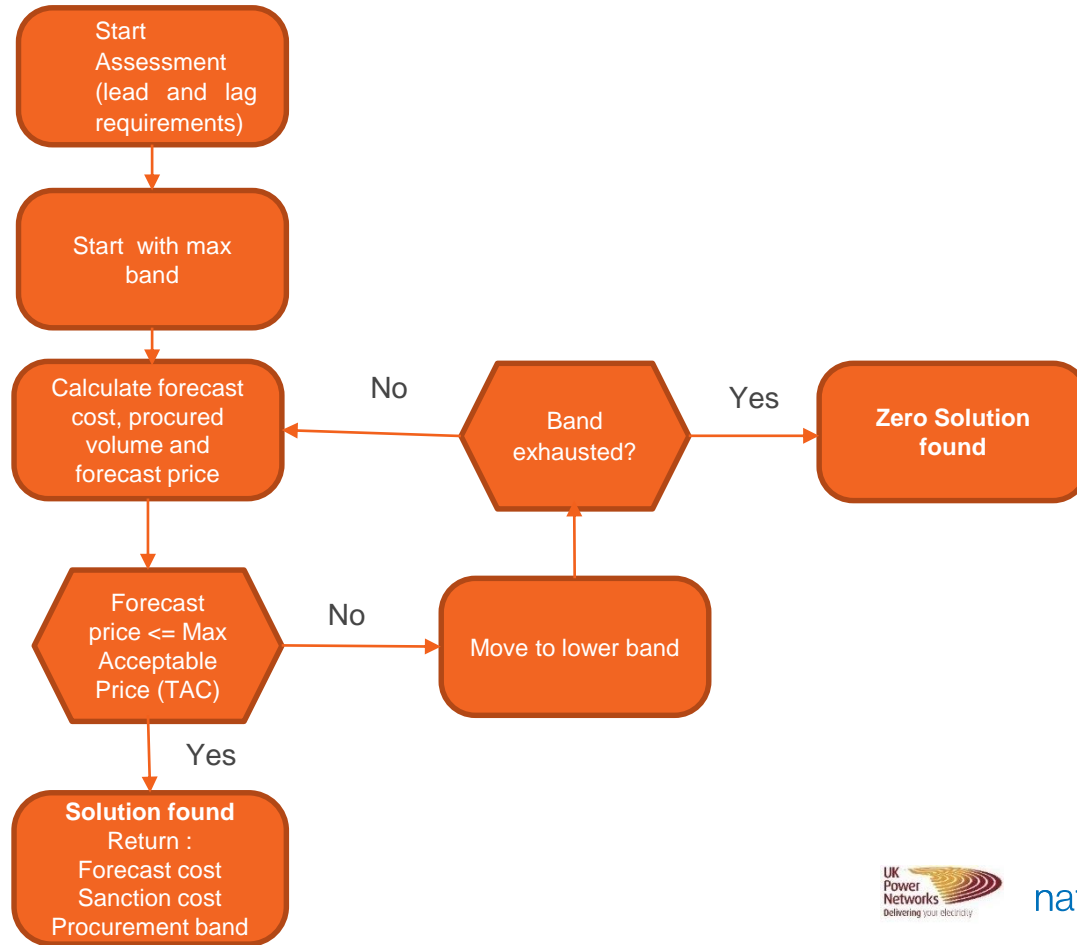 Start
Assessment
(lead and lag
requirements)
Start with max
band
Calculate forecast
cost, procured
volume and
forecast price
No
Band
exhausted?
Yes
Zero Solution
found
Forecast
price <= Max
Acceptable
Price (TAC)
No
Move to lower band
Yes
Solution found
Return :
Forecast cost
Sanction cost
Procurement band
UK
Power
Networks
Delivering your electricity
nat